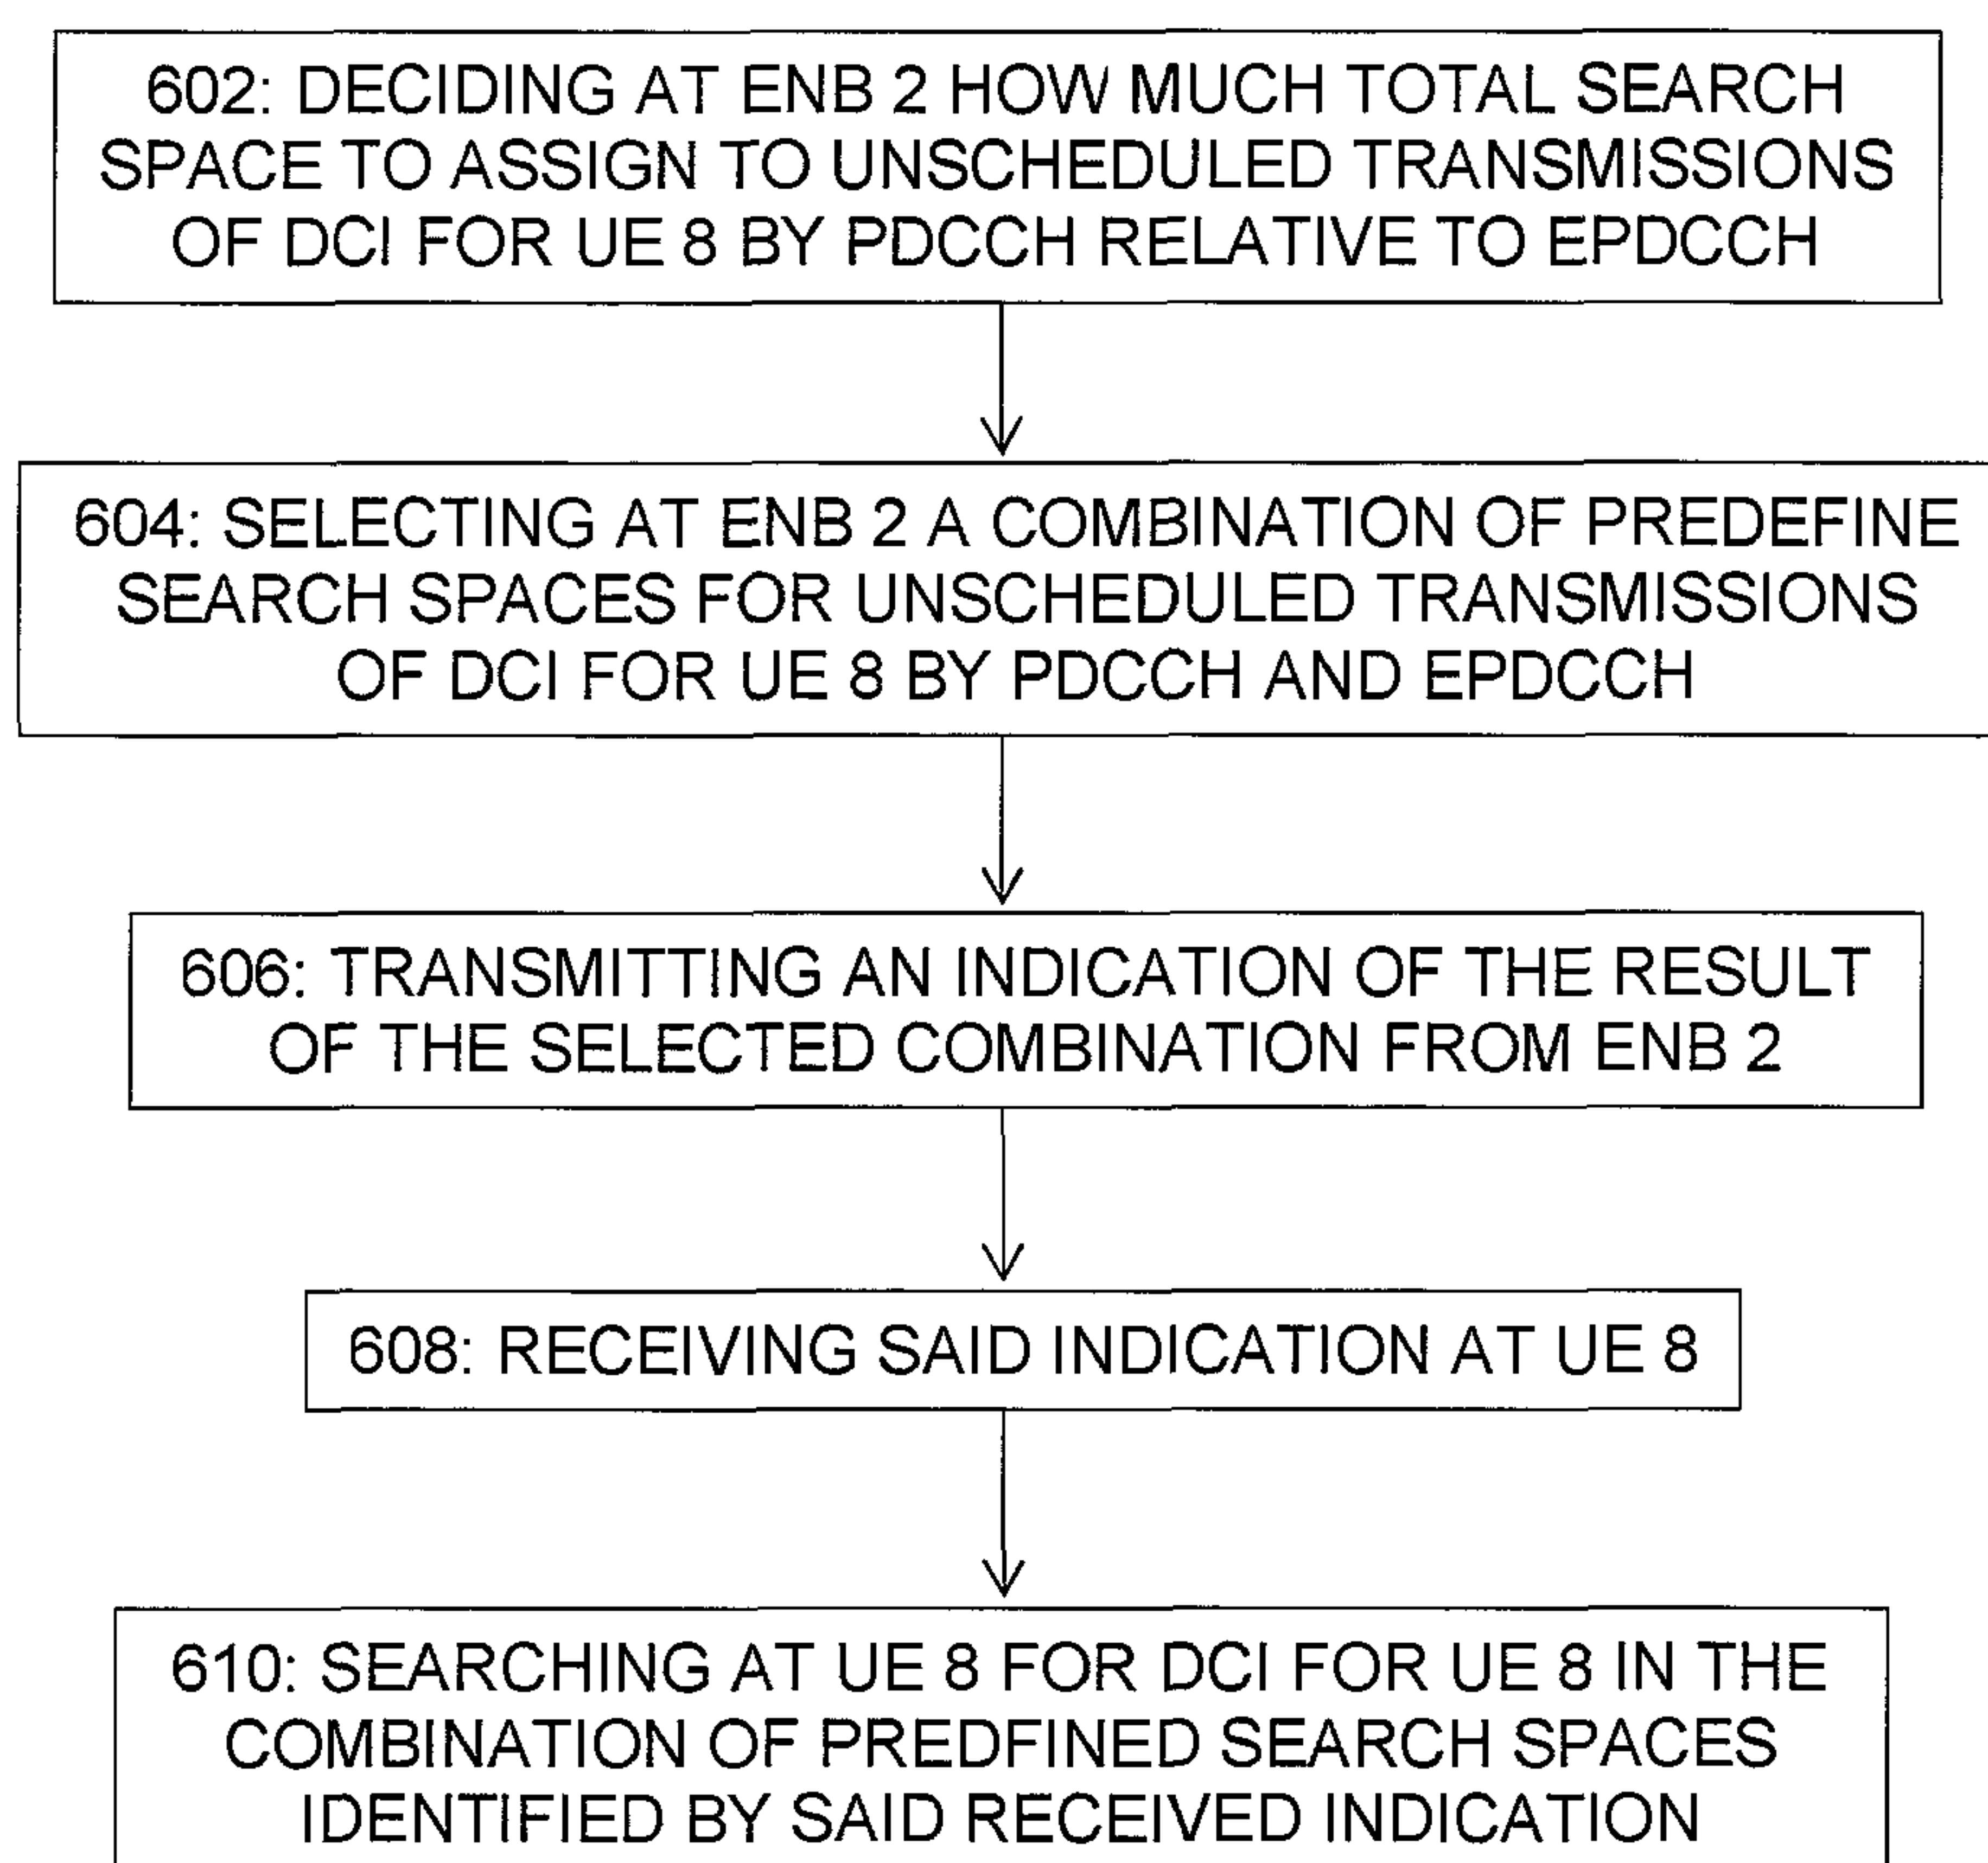 602: DECIDING AT ENB 2 HOW MUCH TOTAL SEARCH
SPACE TO ASSIGN TO UNSCHEDULED TRANSMISSIONS
OF DCI FOR UE 8 BY PDCCH RELATIVE TO EPDCCH
604: SELECTING AT ENB 2 A COMBINATION OF PREDEFINE
SEARCH SPACES FOR UNSCHEDULED TRANSMISSIONS
OF DCI FOR UE 8 BY PDCCH AND EPDCCH
606: TRANSMITTING AN INDICATION OF THE RESULT
OF THE SELECTED COMBINATION FROM ENB 2
608: RECEIVING SAID INDICATION AT UE 8
610: SEARCHING AT UE 8 FOR DCI FOR UE 8 IN THE
COMBINATION OF PREDFINED SEARCH SPACES
IDENTIFIED BY SAID RECEIVED INDICATION